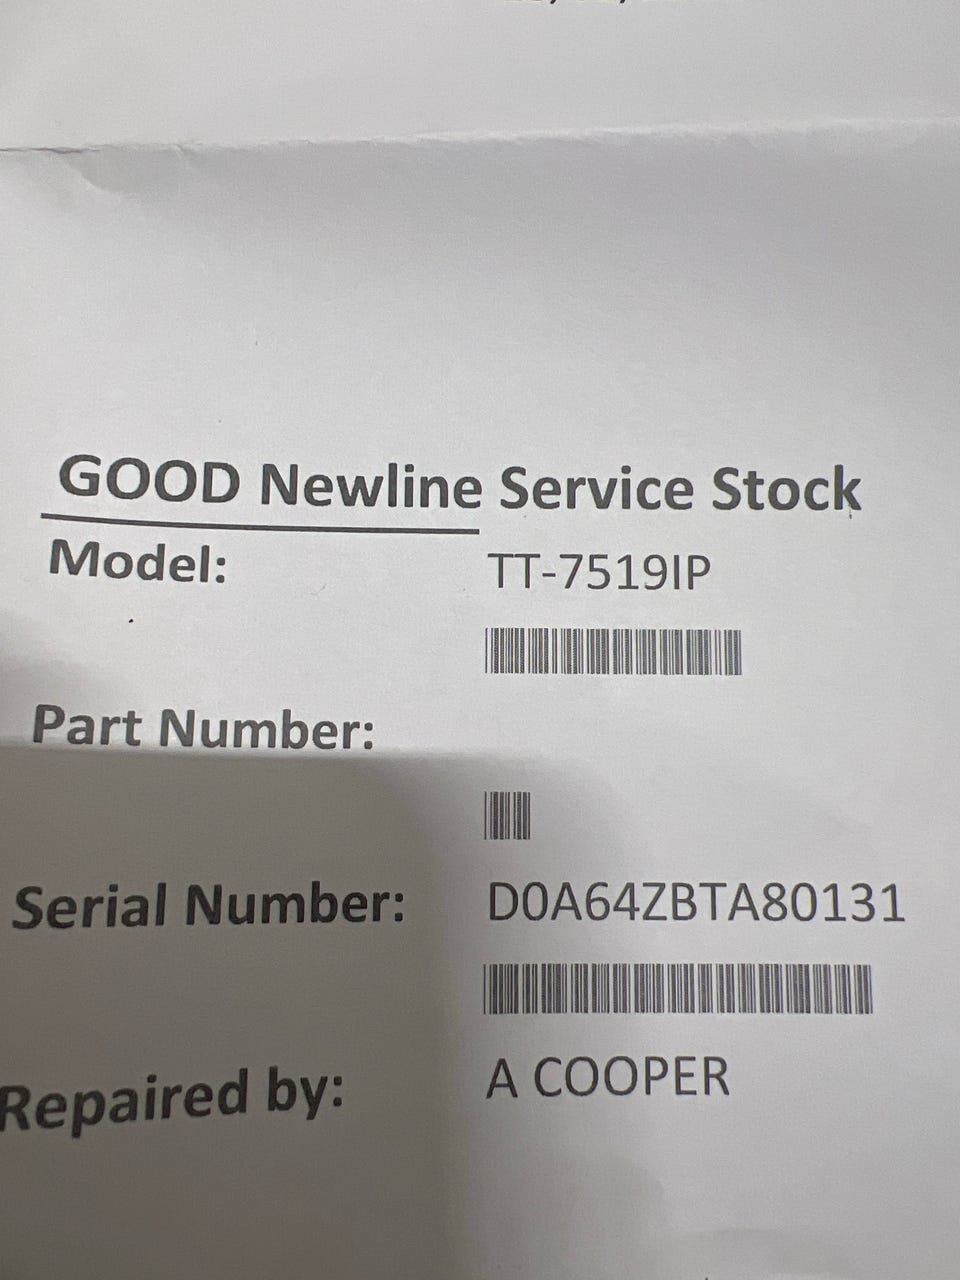 GOOD Newline Service Stock
Model: TT-7519IP
Part Number:
Serial Number: D0A64ZBTA80131
Repaired by: A COOPER